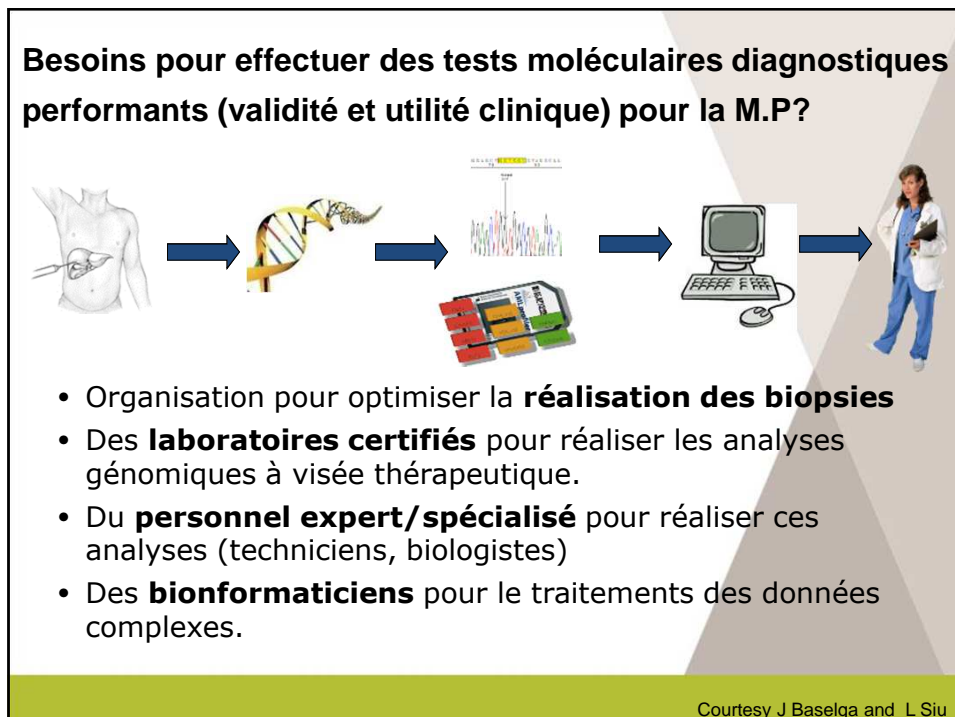 Besoins pour effectuer des tests moléculaires diagnostiques
performants (validité et utilité clinique) pour la M.P?
• Organisation pour optimiser la réalisation des biopsies
• Des laboratoires certifiés pour réaliser les analyses
génomiques à visée thérapeutique.
• Du personnel expert/spécialisé pour réaliser ces
analyses (techniciens, biologistes)
• Des bionformaticiens pour le traitements des données
complexes.
Courtesy J Baselga and L Siu